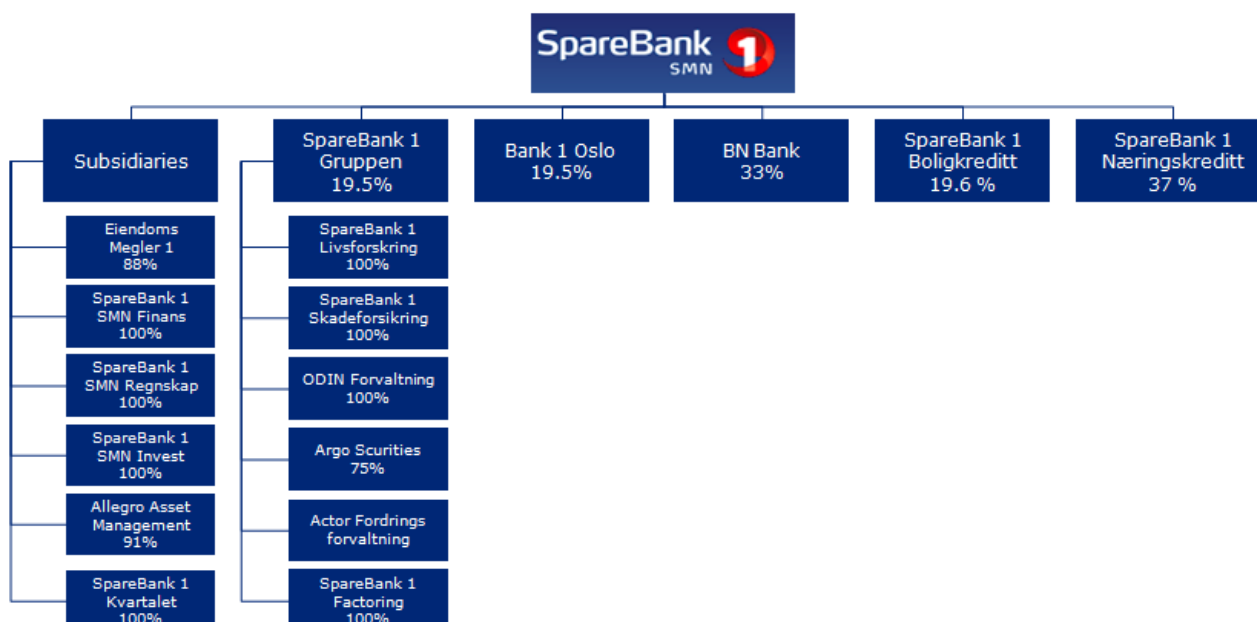 SpareBank 1
SMN
Subsidiaries
SpareBank 1
Gruppen
19.5%
Bank 1 Oslo
19.5%
BN Bank
33%
SpareBank 1
Boligkreditt
19.6 %
SpareBank 1
Næringskreditt
37 %
Eiendoms
Megler 1
88%
SpareBank 1
SMN Finans
100%
SpareBank 1
SMN Regnskap
100%
SpareBank 1
SMN Invest
100%
Allegro Asset
Management
91%
SpareBank 1
Kvartalet
100%
SpareBank 1
Livsforskring
100%
SpareBank 1
Skadeforsikring
100%
ODIN Forvaltning
100%
Argo Scurities
75%
Actor Fordrings
forvaltning
SpareBank 1
Factoring
100%